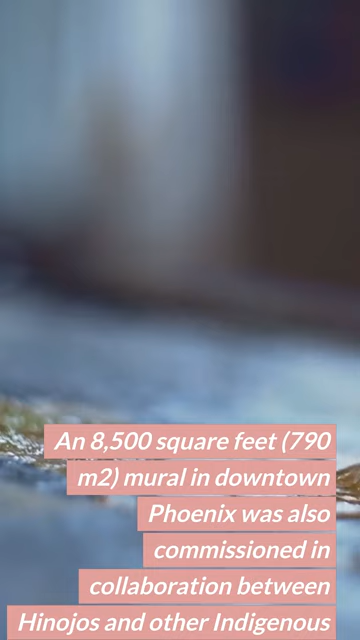 An 8,500 square feet (790
m2) mural in downtown
Phoenix was also
commissioned in
collaboration between
Hinojos and other Indigenous